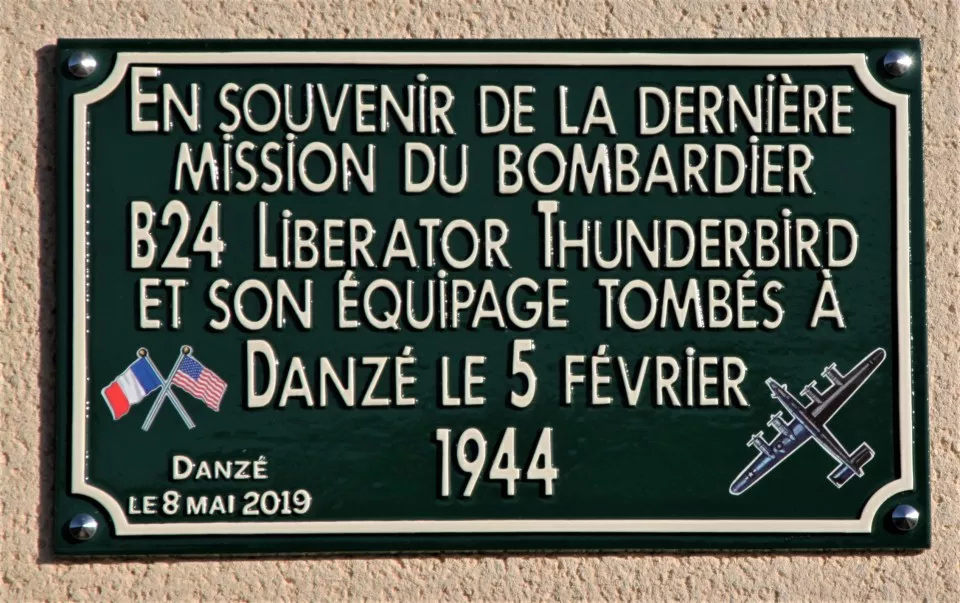 EN SOUVENIR DE LA DERNIÈRE
MISSION DU BOMBARDIER
B24 LIBERATOR THUNDERBIRD
ET SON ÉQUIPAGE TOMBÉS À
DANZÉ LE 5 FÉVRIER
1944
DANZÉ
LE 8 MAI 2019